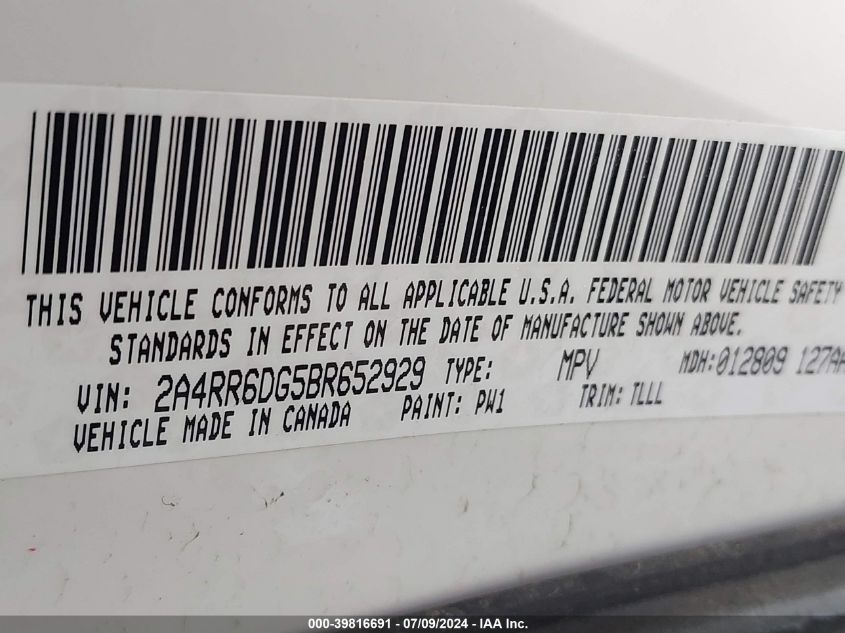 THIS VEHICLE CONFORMS TO ALL APPLICABLE U.S.A. FEDERAL MOTOR VEHICLE SAFETY
STANDARDS IN EFFECT ON THE DATE OF MANUFACTURE SHOWN ABOVE.
VIN: 2A4RR6DG5BR652929 TYPE: MPV MDH:012809 127AA
VEHICLE MADE IN CANADA PAINT: PW1 TRIM: TLLL
000-39816691 - 07/09/2024 - IAA Inc.